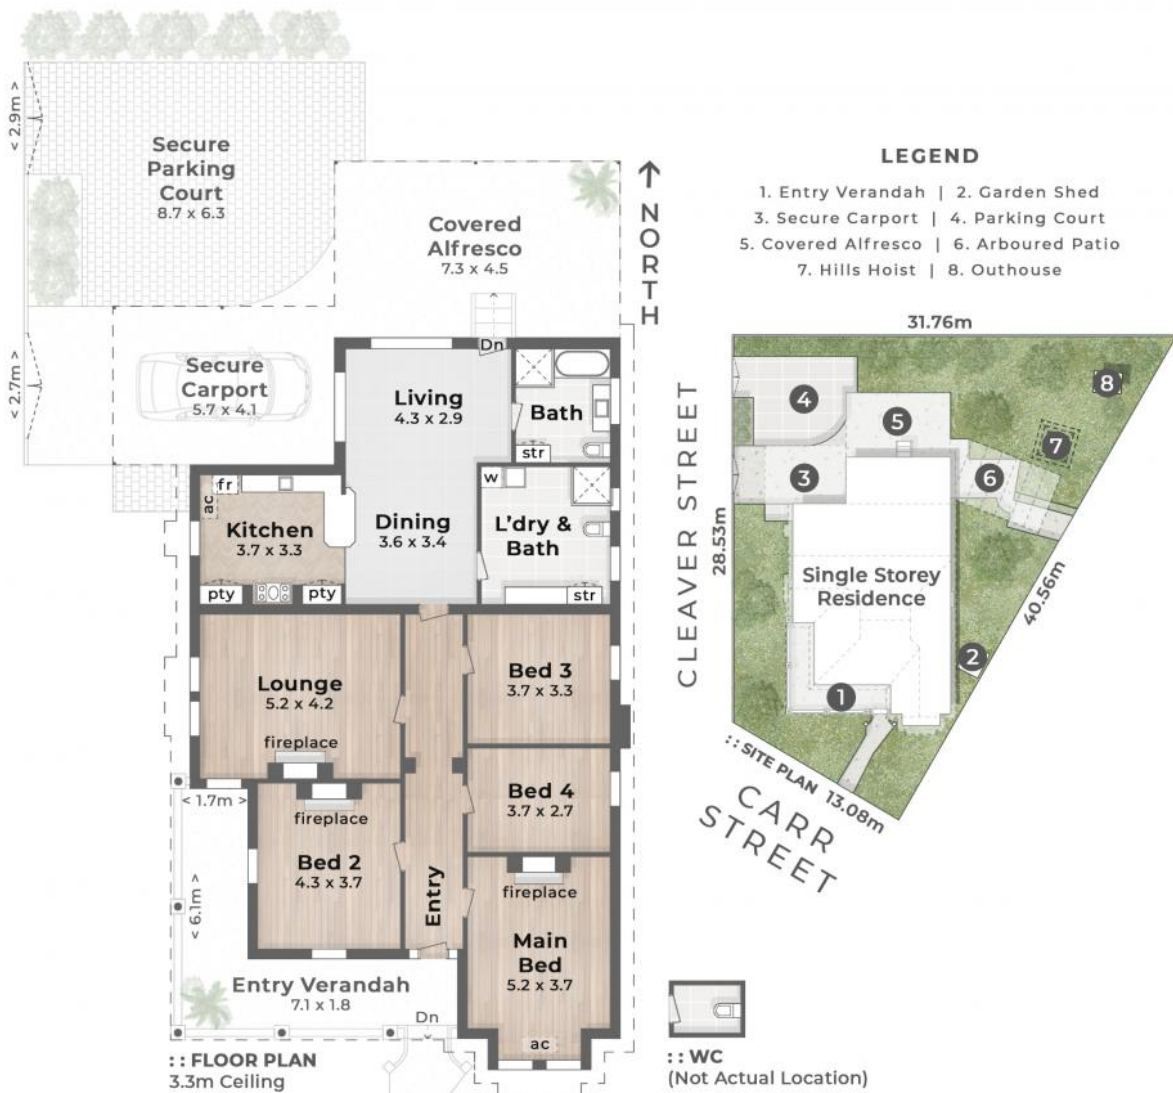 < 2.9m >
Secure
Parking
Court
8.7 x 6.3
Covered
Alfresco
7.3 x 4.5
NORTH
LEGEND
1. Entry Verandah | 2. Garden Shed
3. Secure Carport | 4. Parking Court
5. Covered Alfresco | 6. Arboured Patio
7. Hills Hoist | 8. Outhouse
< 2.7m >
Secure
Carport
5.7 x 4.1
Dn
Living
4.3 x 2.9
Bath
str
fr
ac
Kitchen
3.7 x 3.3
Dining
3.6 x 3.4
w
L'dry &
Bath
pty
pty
str
Lounge
5.2 x 4.2
fireplace
Bed 3
3.7 x 3.3
Bed 4
3.7 x 2.7
< 1.7m >
fireplace
Bed 2
4.3 x 3.7
< 6.1m >
Entry
fireplace
Main
Bed
5.2 x 3.7
ac
Entry Verandah
7.1 x 1.8
Dn
:: FLOOR PLAN
3.3m Ceiling
31.76m
CLEAVER STREET
28.53m
4
5
8
7
3
6
Single Storey
Residence
40.56m
2
1
:: SITE PLAN 13.08m
CARR
STREET
:: WC
(Not Actual Location)